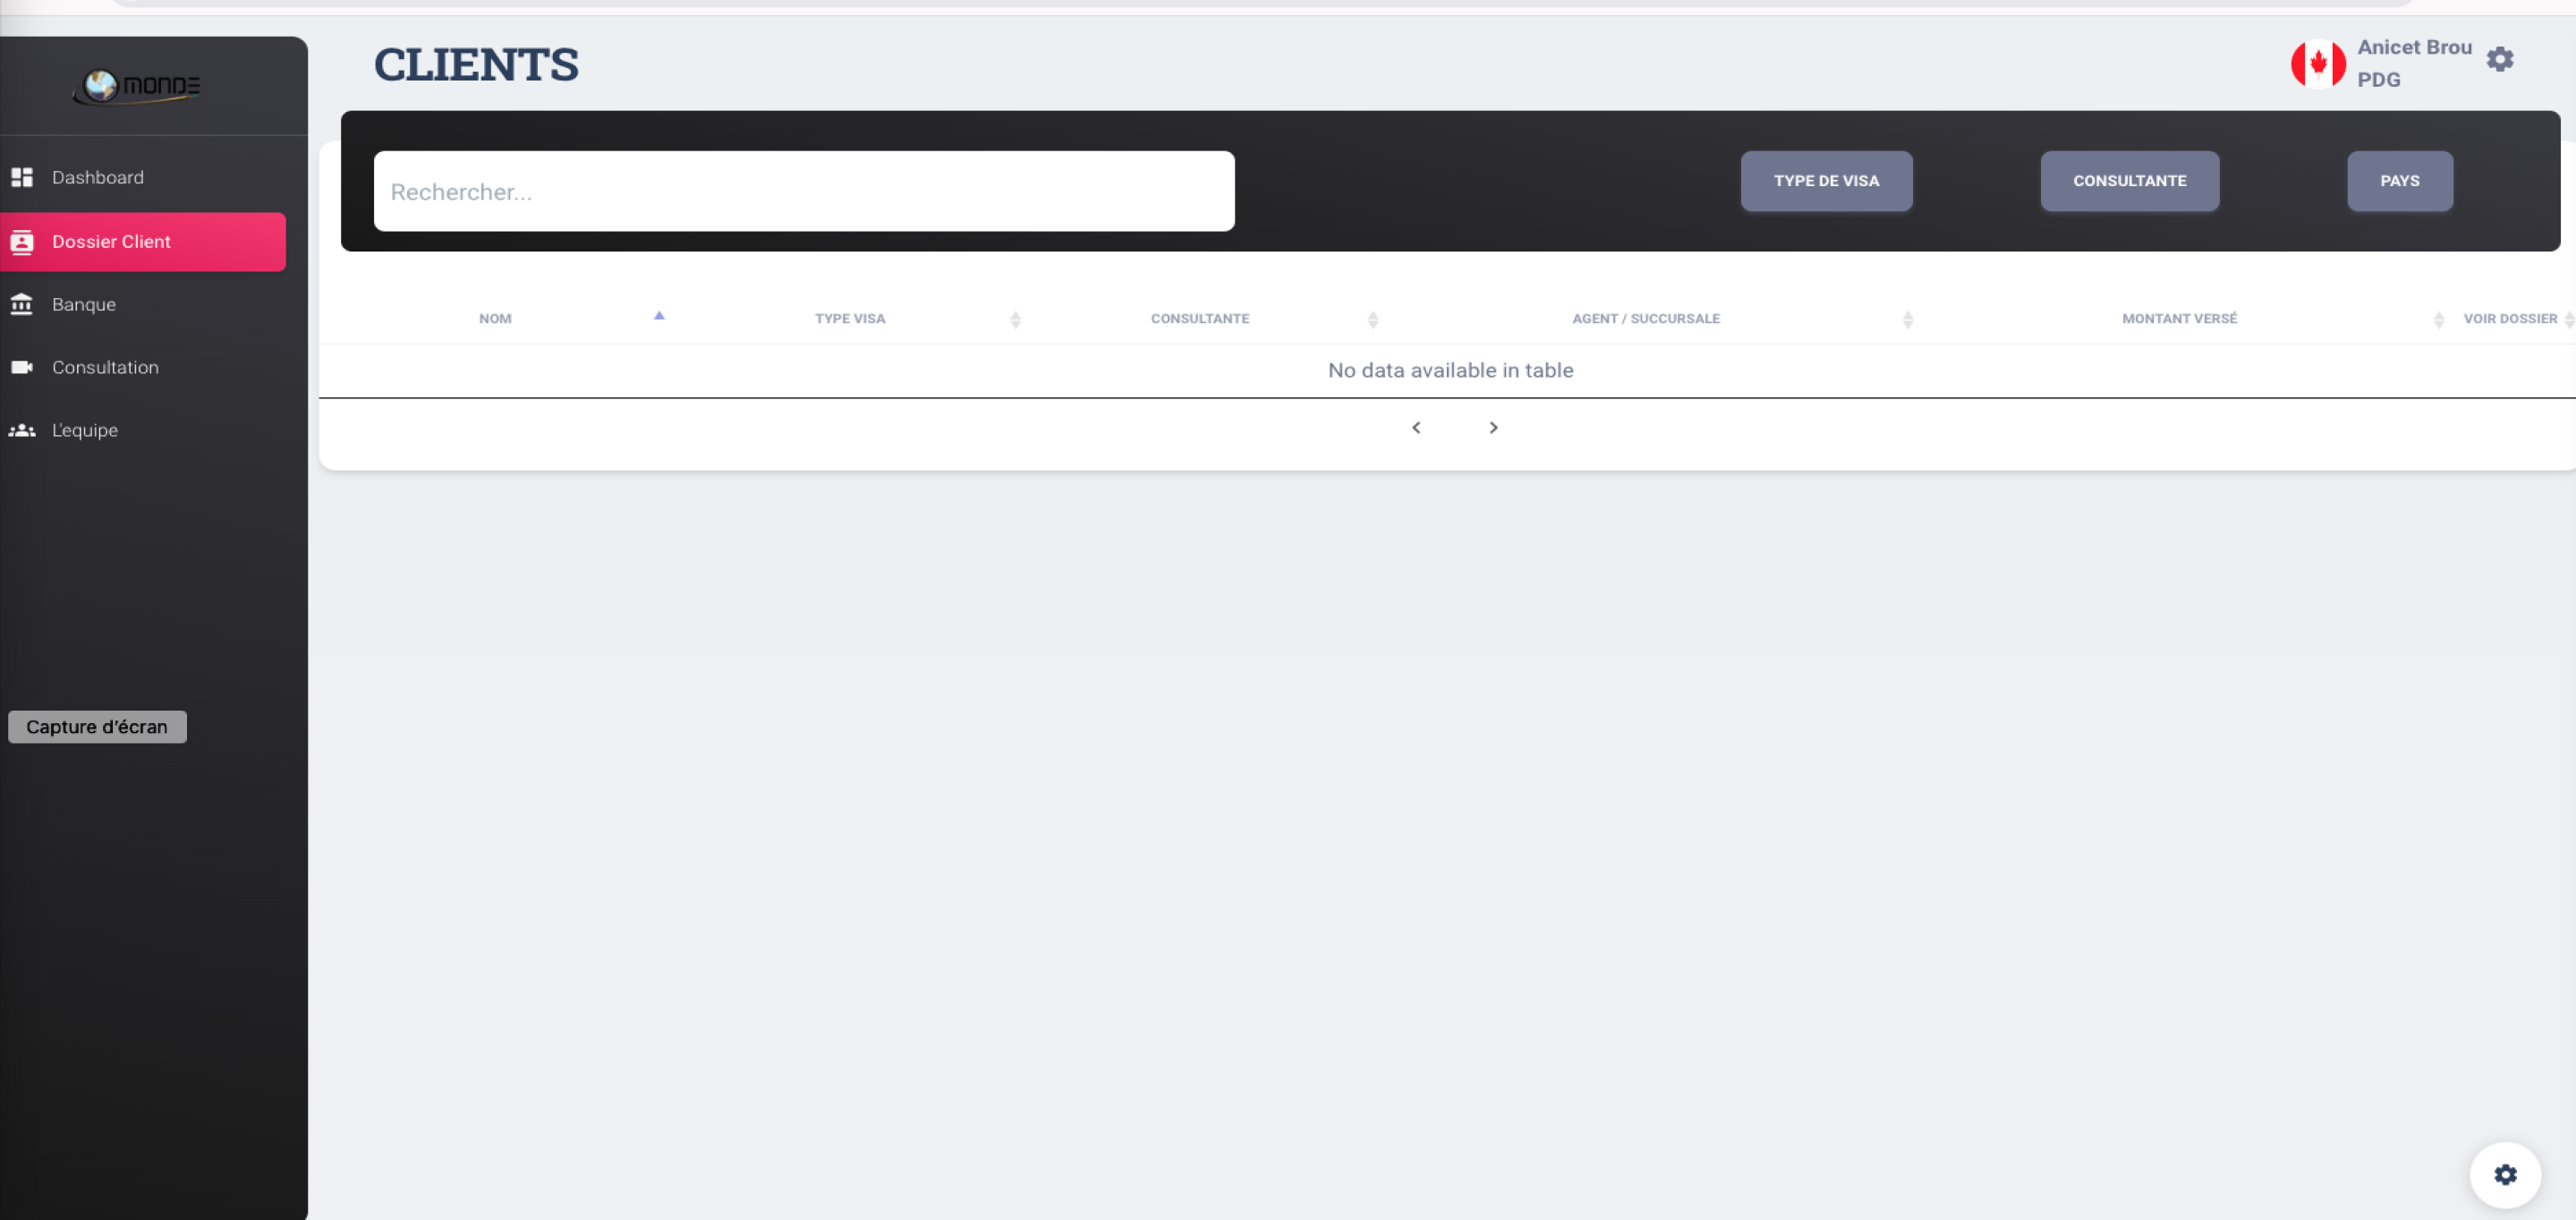 MONDE
CLIENTS
Anicet Brou
PDG
Dashboard
Dossier Client
Banque
Consultation
L'equipe
Capture d'écran
Rechercher...
TYPE DE VISA
CONSULTANTE
PAYS
NOM
TYPE VISA
CONSULTANTE
AGENT / SUCCURSALE
MONTANT VERSÉ
VOIR DOSSIER
No data available in table